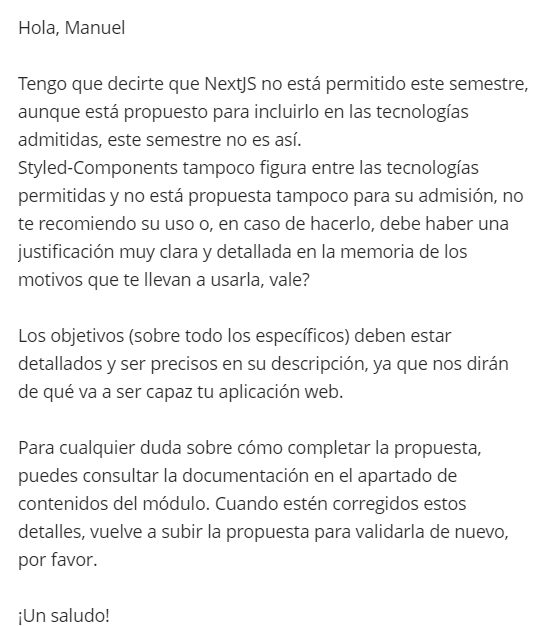 Hola, Manuel
Tengo que decirte que NextJS no está permitido este semestre,
aunque está propuesto para incluirlo en las tecnologías
admitidas, este semestre no es así.
Styled-Components tampoco figura entre las tecnologías
permitidas y no está propuesta tampoco para su admisión, no
te recomiendo su uso o, en caso de hacerlo, debe haber una
justificación muy clara y detallada en la memoria de los
motivos que te llevan a usarla, vale?
Los objetivos (sobre todo los específicos) deben estar
detallados y ser precisos en su descripción, ya que nos dirán
de qué va a ser capaz tu aplicación web.
Para cualquier duda sobre cómo completar la propuesta,
puedes consultar la documentación en el apartado de
contenidos del módulo. Cuando estén corregidos estos
detalles, vuelve a subir la propuesta para validarla de nuevo,
por favor.
¡Un saludo!